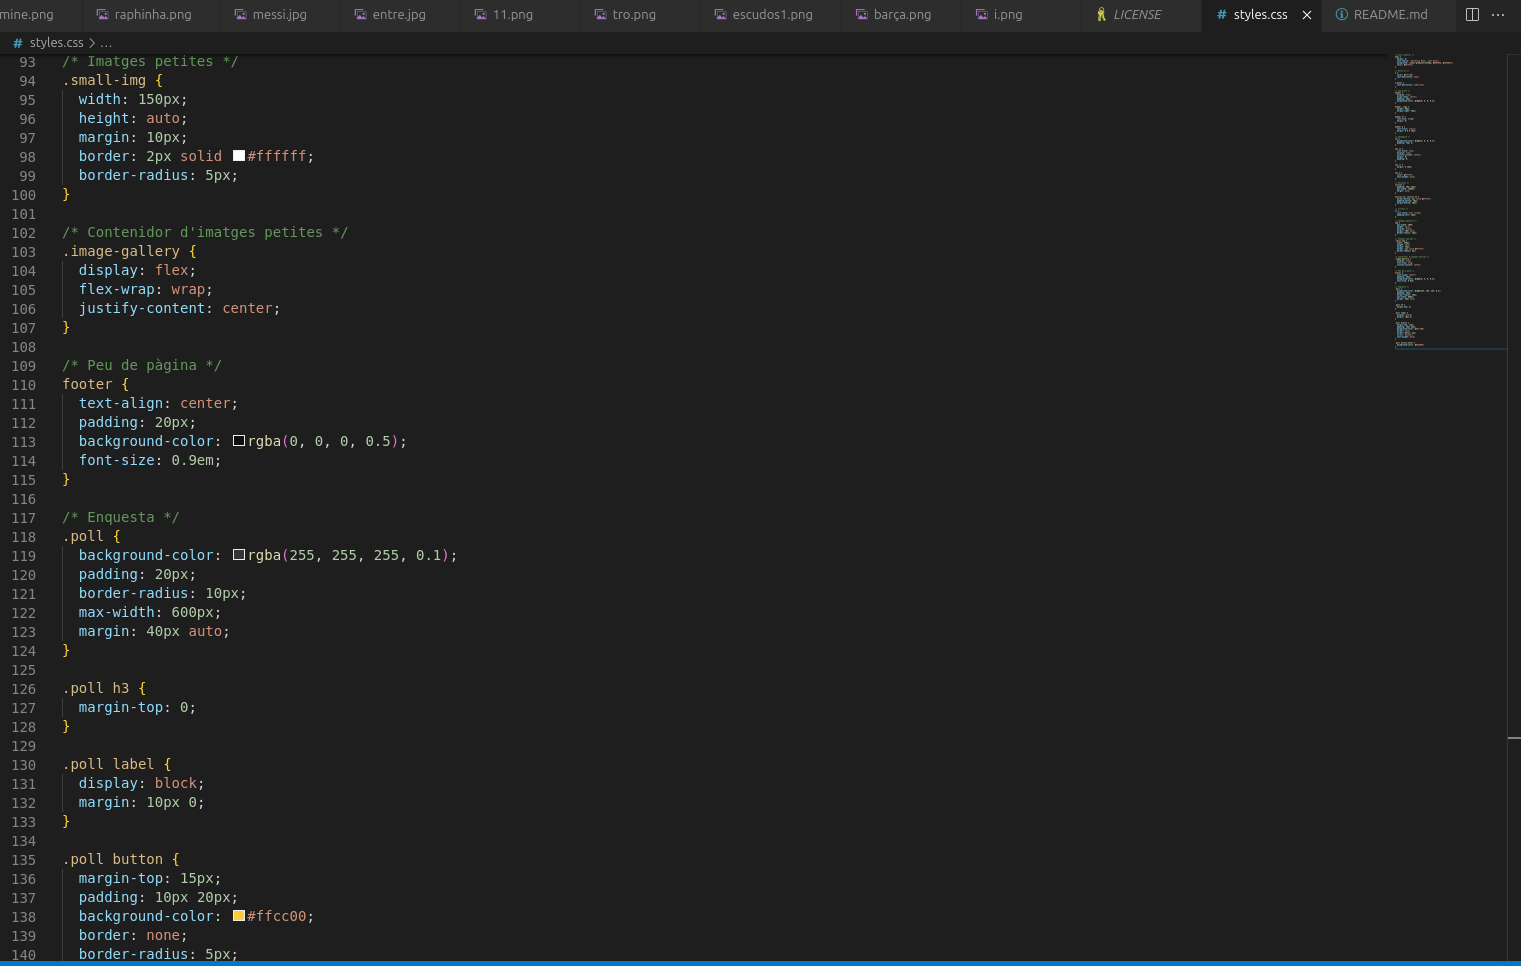 mine.png raphinha.png messi.jpg entre.jpg 11.png tro.png escudos1.png barça.png i.png LICENSE # styles.css × README.md ...
# styles.css > ...
93 /* Imatges petites */
94 .small-img {
95 width: 150px;
96 height: auto;
97 margin: 10px;
98 border: 2px solid #ffffff;
99 border-radius: 5px;
100 }
101
102 /* Contenidor d'imatges petites */
103 .image-gallery {
104 display: flex;
105 flex-wrap: wrap;
106 justify-content: center;
107 }
108
109 /* Peu de pàgina */
110 footer {
111 text-align: center;
112 padding: 20px;
113 background-color: rgba(0, 0, 0, 0.5);
114 font-size: 0.9em;
115 }
116
117 /* Enquesta */
118 .poll {
119 background-color: rgba(255, 255, 255, 0.1);
120 padding: 20px;
121 border-radius: 10px;
122 max-width: 600px;
123 margin: 40px auto;
124 }
125
126 .poll h3 {
127 margin-top: 0;
128 }
129
130 .poll label {
131 display: block;
132 margin: 10px 0;
133 }
134
135 .poll button {
136 margin-top: 15px;
137 padding: 10px 20px;
138 background-color: #ffcc00;
139 border: none;
140 border-radius: 5px;